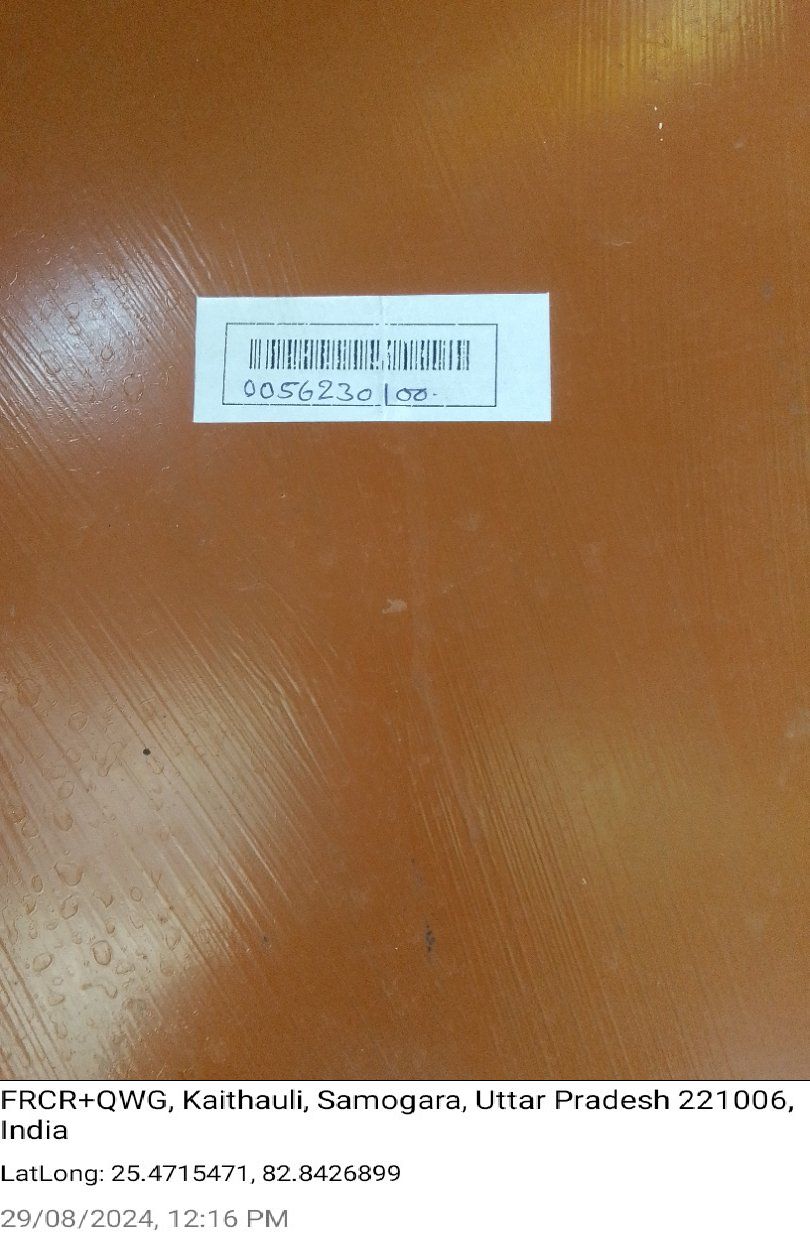 0056230100.
FRCR+QWG, Kaithauli, Samogara, Uttar Pradesh 221006,
India
LatLong: 25.4715471, 82.8426899
29/08/2024, 12:16 PM